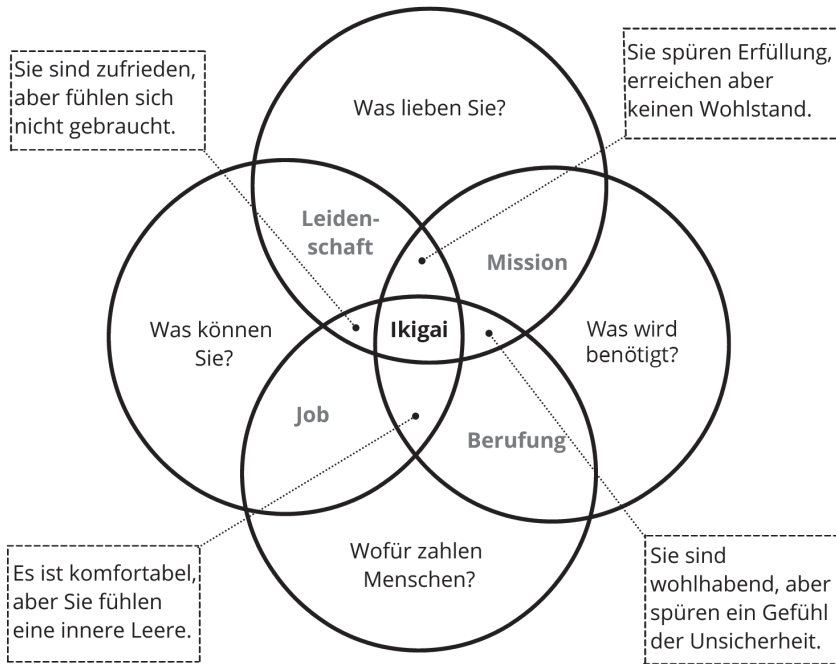 Sie sind zufrieden,
aber fühlen sich
nicht gebraucht.
Was lieben Sie?
Sie spüren Erfüllung,
erreichen aber
keinen Wohlstand.
Leiden-
schaft
Mission
Was können
Sie?
Ikigai
Was wird
benötigt?
Job
Berufung
Es ist komfortabel,
aber Sie fühlen
eine innere Leere.
Wofür zahlen
Menschen?
Sie sind
wohlhabend, aber
spüren ein Gefühl
der Unsicherheit.